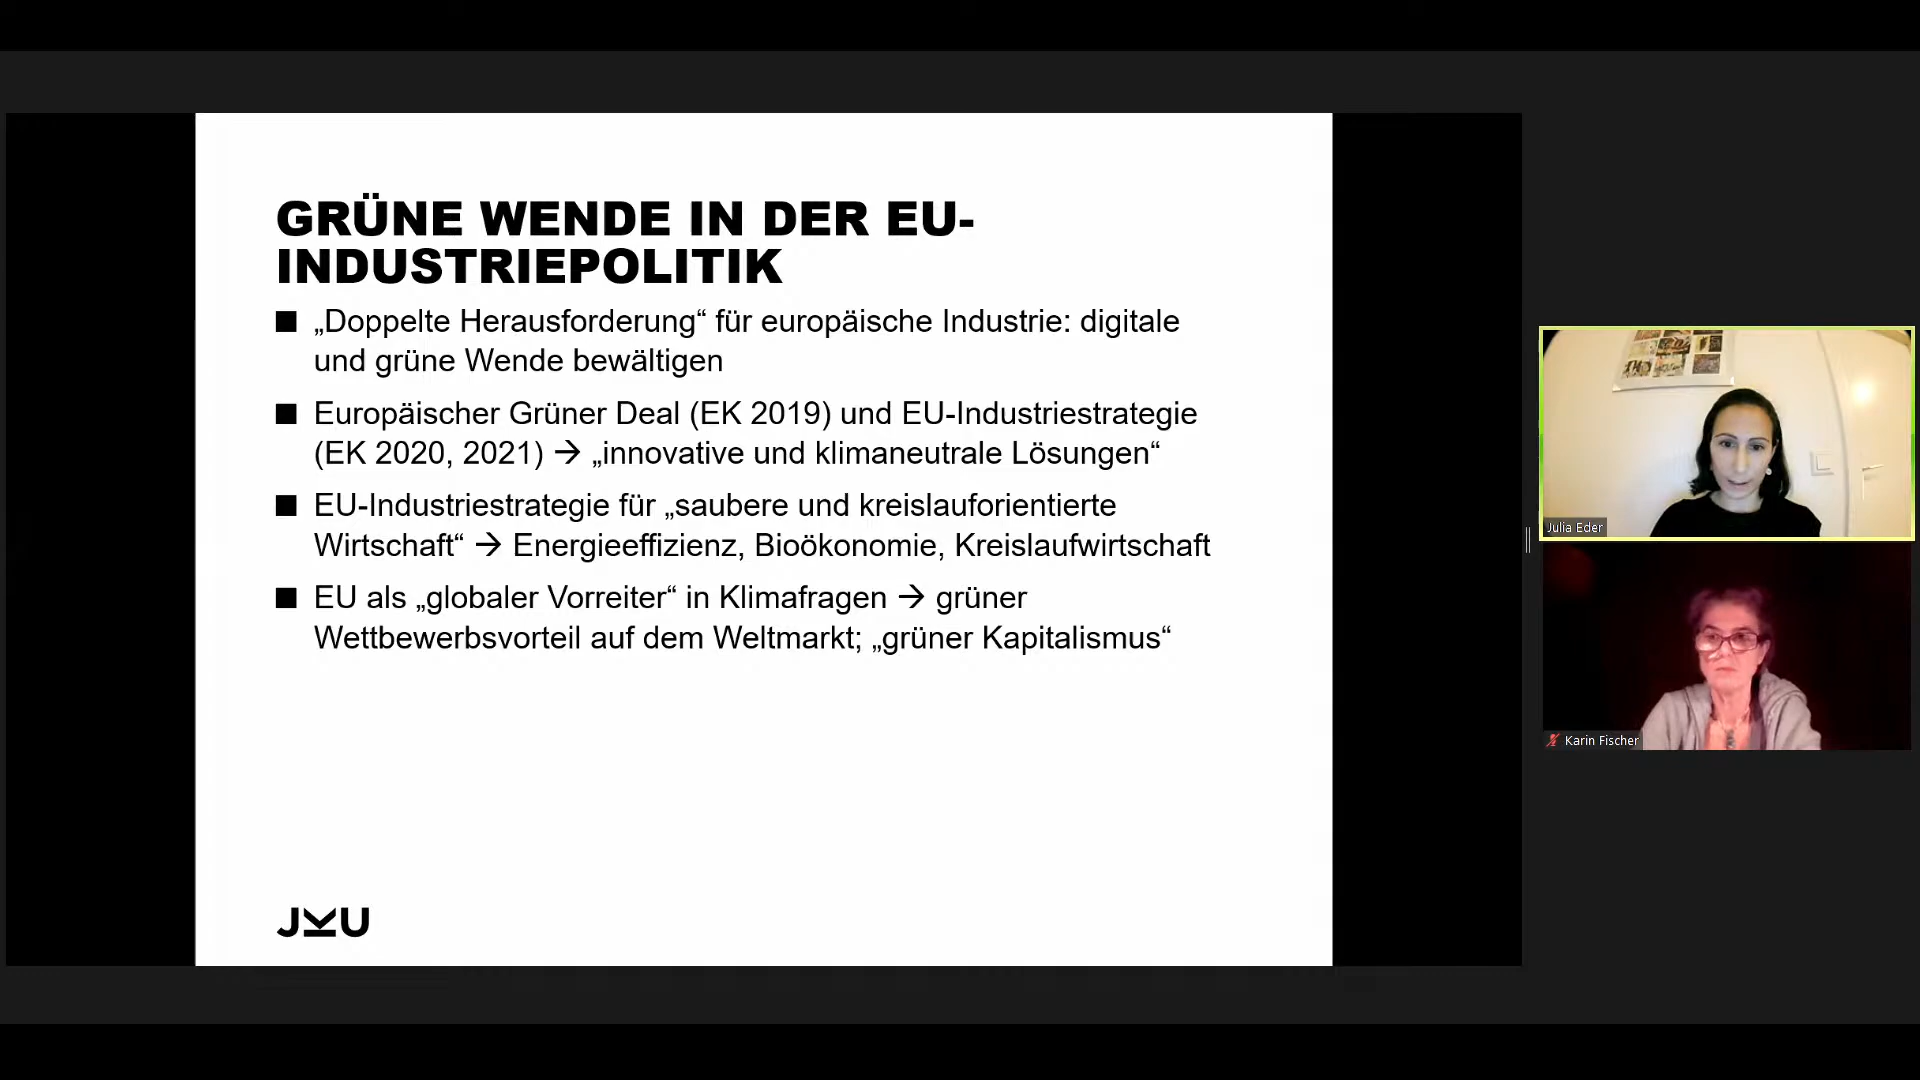 GRÜNE WENDE IN DER EU-
INDUSTRIEPOLITIK
■ „Doppelte Herausforderung“ für europäische Industrie: digitale
und grüne Wende bewältigen
■ Europäischer Grüner Deal (EK 2019) und EU-Industriestrategie
(EK 2020, 2021) → „innovative und klimaneutrale Lösungen“
■ EU-Industriestrategie für „saubere und kreislauforientierte
Wirtschaft“ → Energieeffizienz, Bioökonomie, Kreislaufwirtschaft
■ EU als „globaler Vorreiter“ in Klimafragen → grüner
Wettbewerbsvorteil auf dem Weltmarkt; „grüner Kapitalismus“
JKU
Julia Eder
Karin Fischer